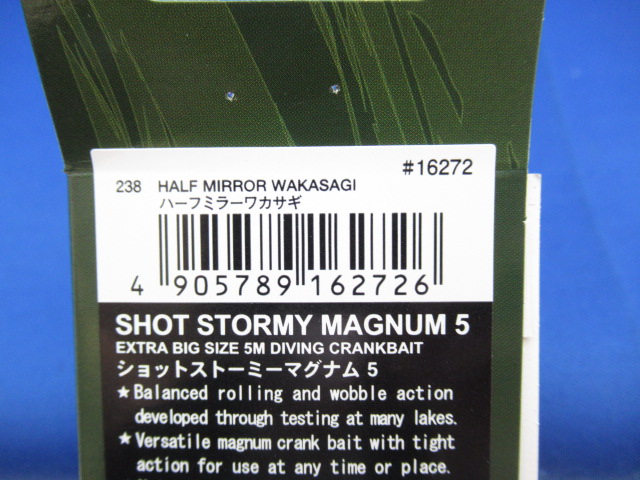 #16272
238 HALF MIRROR WAKASAGI
ハーフミラーワカサギ
4 905789 162726
SHOT STORMY MAGNUM 5
EXTRA BIG SIZE 5M DIVING CRANKBAIT
ショットストーミーマグナム 5
★Balanced rolling and wobble action
developed through testing at many lakes.
★Versatile magnum crank bait with tight
action for use at any time or place.